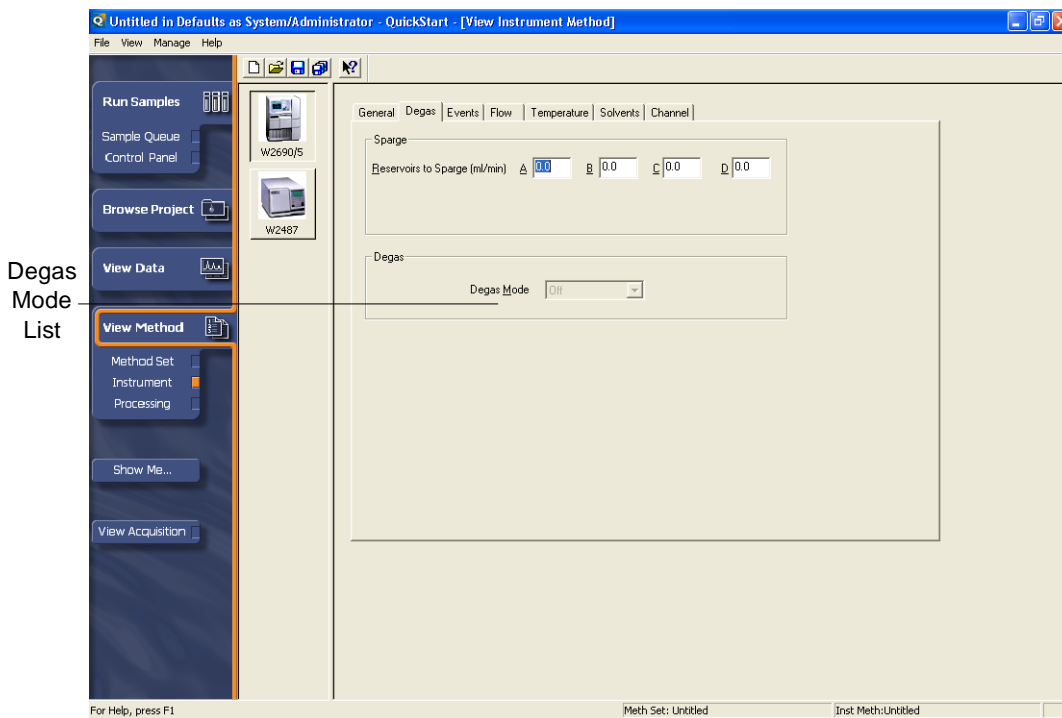 Untitled in Defaults as System/Administrator - QuickStart - [View Instrument Method]
File View Manage Help
Run Samples
Sample Queue
Control Panel
Browse Project
View Data
View Method
Method Set
Instrument
Processing
Show Me...
View Acquisition
W2690/5
W2487
General Degas Events Flow Temperature Solvents Channel
Sparge
Reservoirs to Sparge (ml/min) A 0.0 B 0.0 C 0.0 D 0.0
Degas
Degas Mode Off
Degas
Mode
List
For Help, press F1 Meth Set: Untitled Inst Meth:Untitled